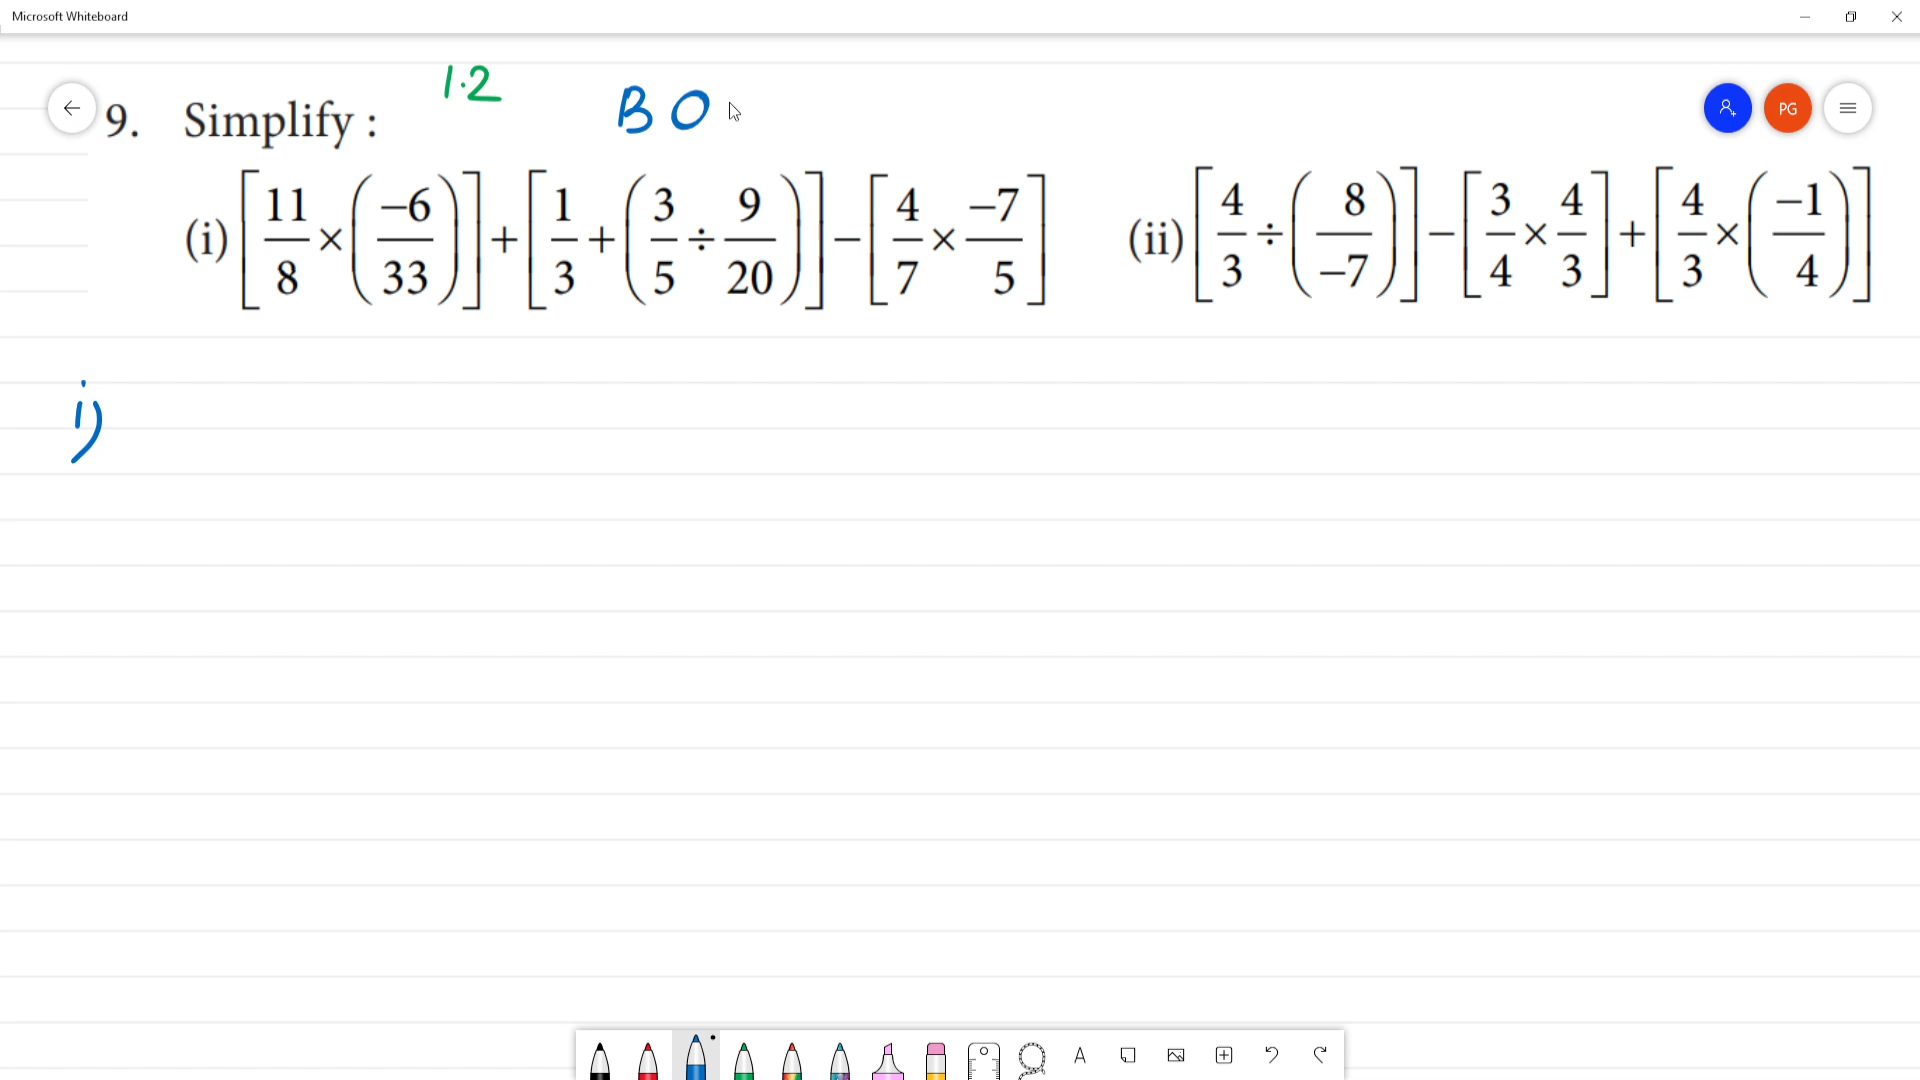 Microsoft Whiteboard
1.2
B O
PG
9. Simplify :
(i) [11/8 × (−6/33)] + [1/3 + (3/5 ÷ 9/20)] − [4/7 × −7/5] (ii) [4/3 ÷ (8/−7)] − [3/4 × 4/3] + [4/3 × (−1/4)]
i)
A